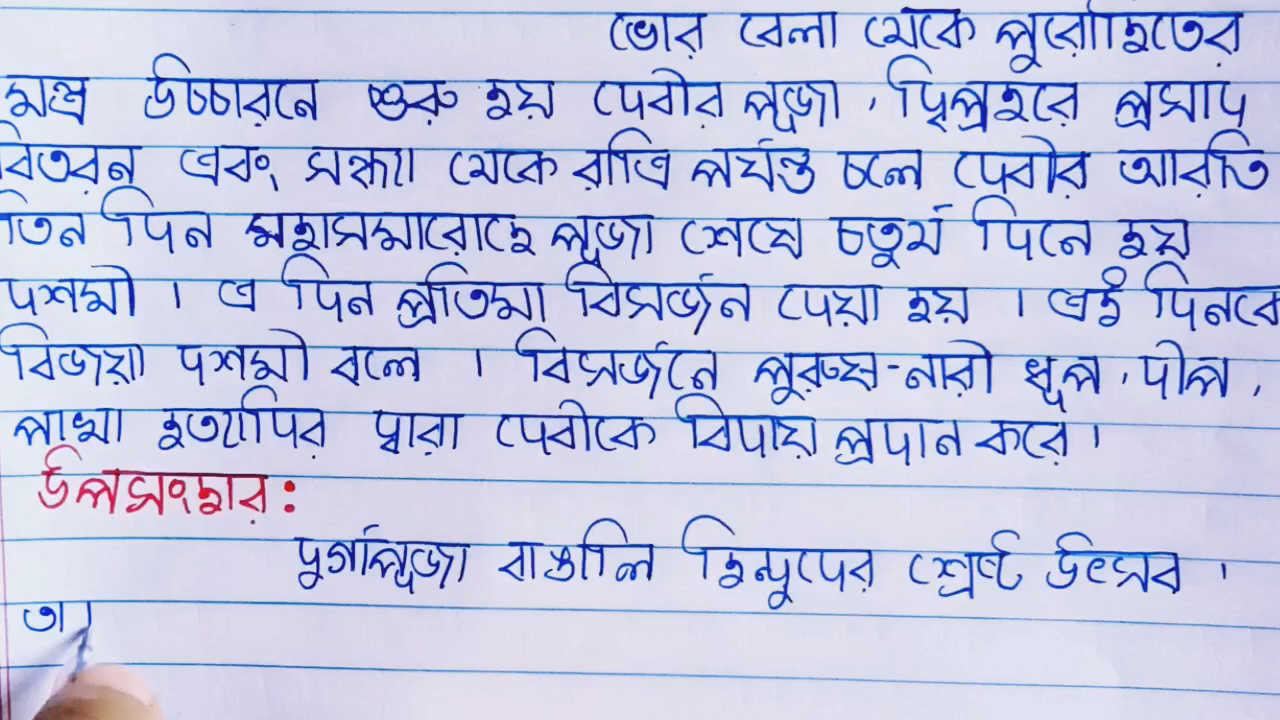 ভোর বেলা থেকে পুরোহিতের
মন্ত্র উচ্চারনে শুরু হয় দেবীর পূজা, দ্বিপ্রহরে প্রসাদ
বিতরন এবং সন্ধ্যা থেকে রাত্রি পর্যন্ত চলে দেবীর আরতি
তিন দিন মহাসমারোহে পূজা শেষে চতুর্থ দিনে হয়
দশমী । এ দিন প্রতিমা বিসর্জন দেয়া হয় । এই দিনকে
বিজয়া দশমী বলে । বিসর্জনে পুরুষ-নারী ধূপ, দীপ,
পাখা ইত্যাদির দ্বারা দেবীকে বিদায় প্রদান করে।
উপসংহার:
দুর্গাপূজা বাঙালি হিন্দুদের শ্রেষ্ঠ উৎসব ।
তা